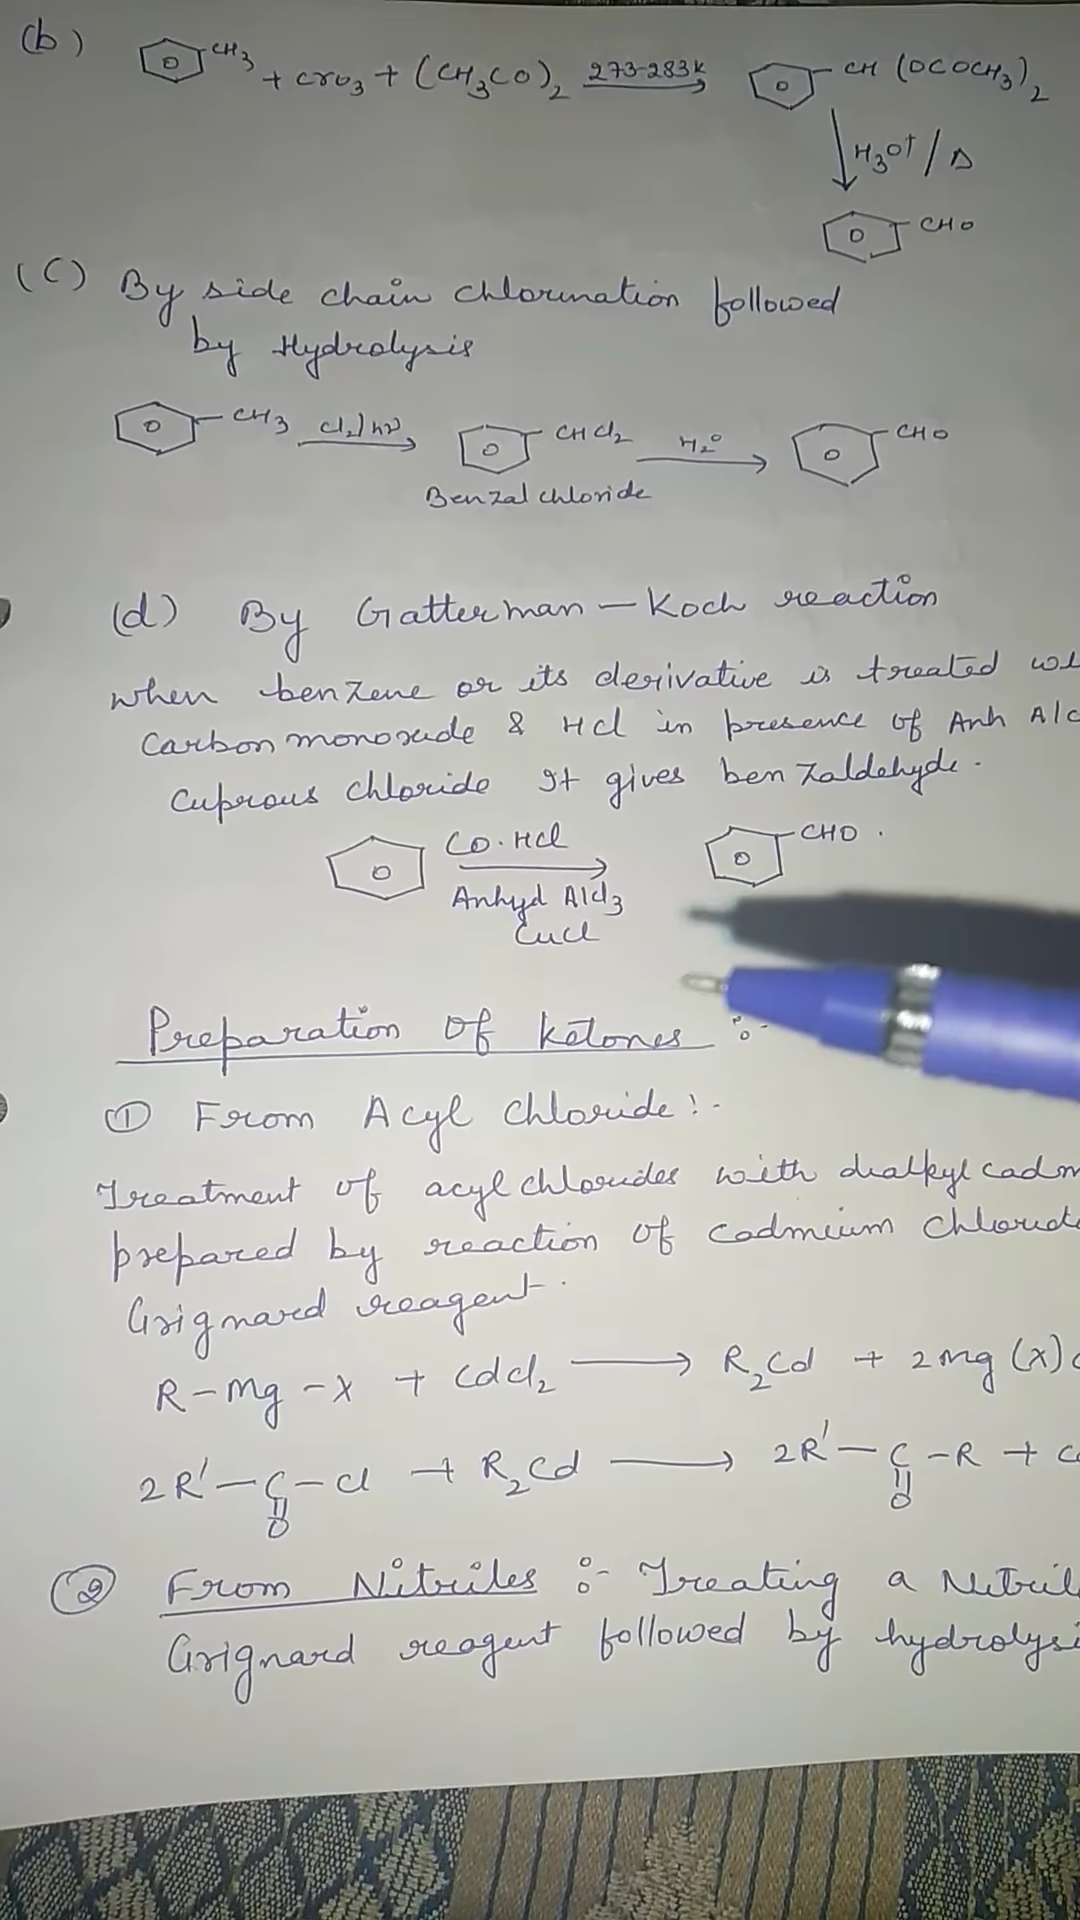 (b) CH3 + CrO3 + (CH3CO)2 273-283K CH (OCOCH3)2
H3O+ / Δ
CHO
(C) By side chain chlorination followed
by Hydrolysis
CH3 Cl2/hν CHCl2 H2O CHO
Benzal chloride
(d) By Gatterman - Koch reaction
when benzene or its derivative is treated
Carbon monoxide & HCl in presence of Anh
Cuprous chloride It gives benzaldehyde.
CO.HCl CHO.
Anhyd AlCl3
CuCl
Preparation of Ketones :-
① From Acyl Chloride :-
Treatment of acyl chlorides with dialkyl
prepared by reaction of cadmium
Grignard reagent.
R-Mg-X + CdCl2 → R2Cd + 2Mg(X)
2R'-C-Cl + R2Cd → 2R'-C-R +
O O
② From Nitriles :- Treating a
Grignard reagent followed by